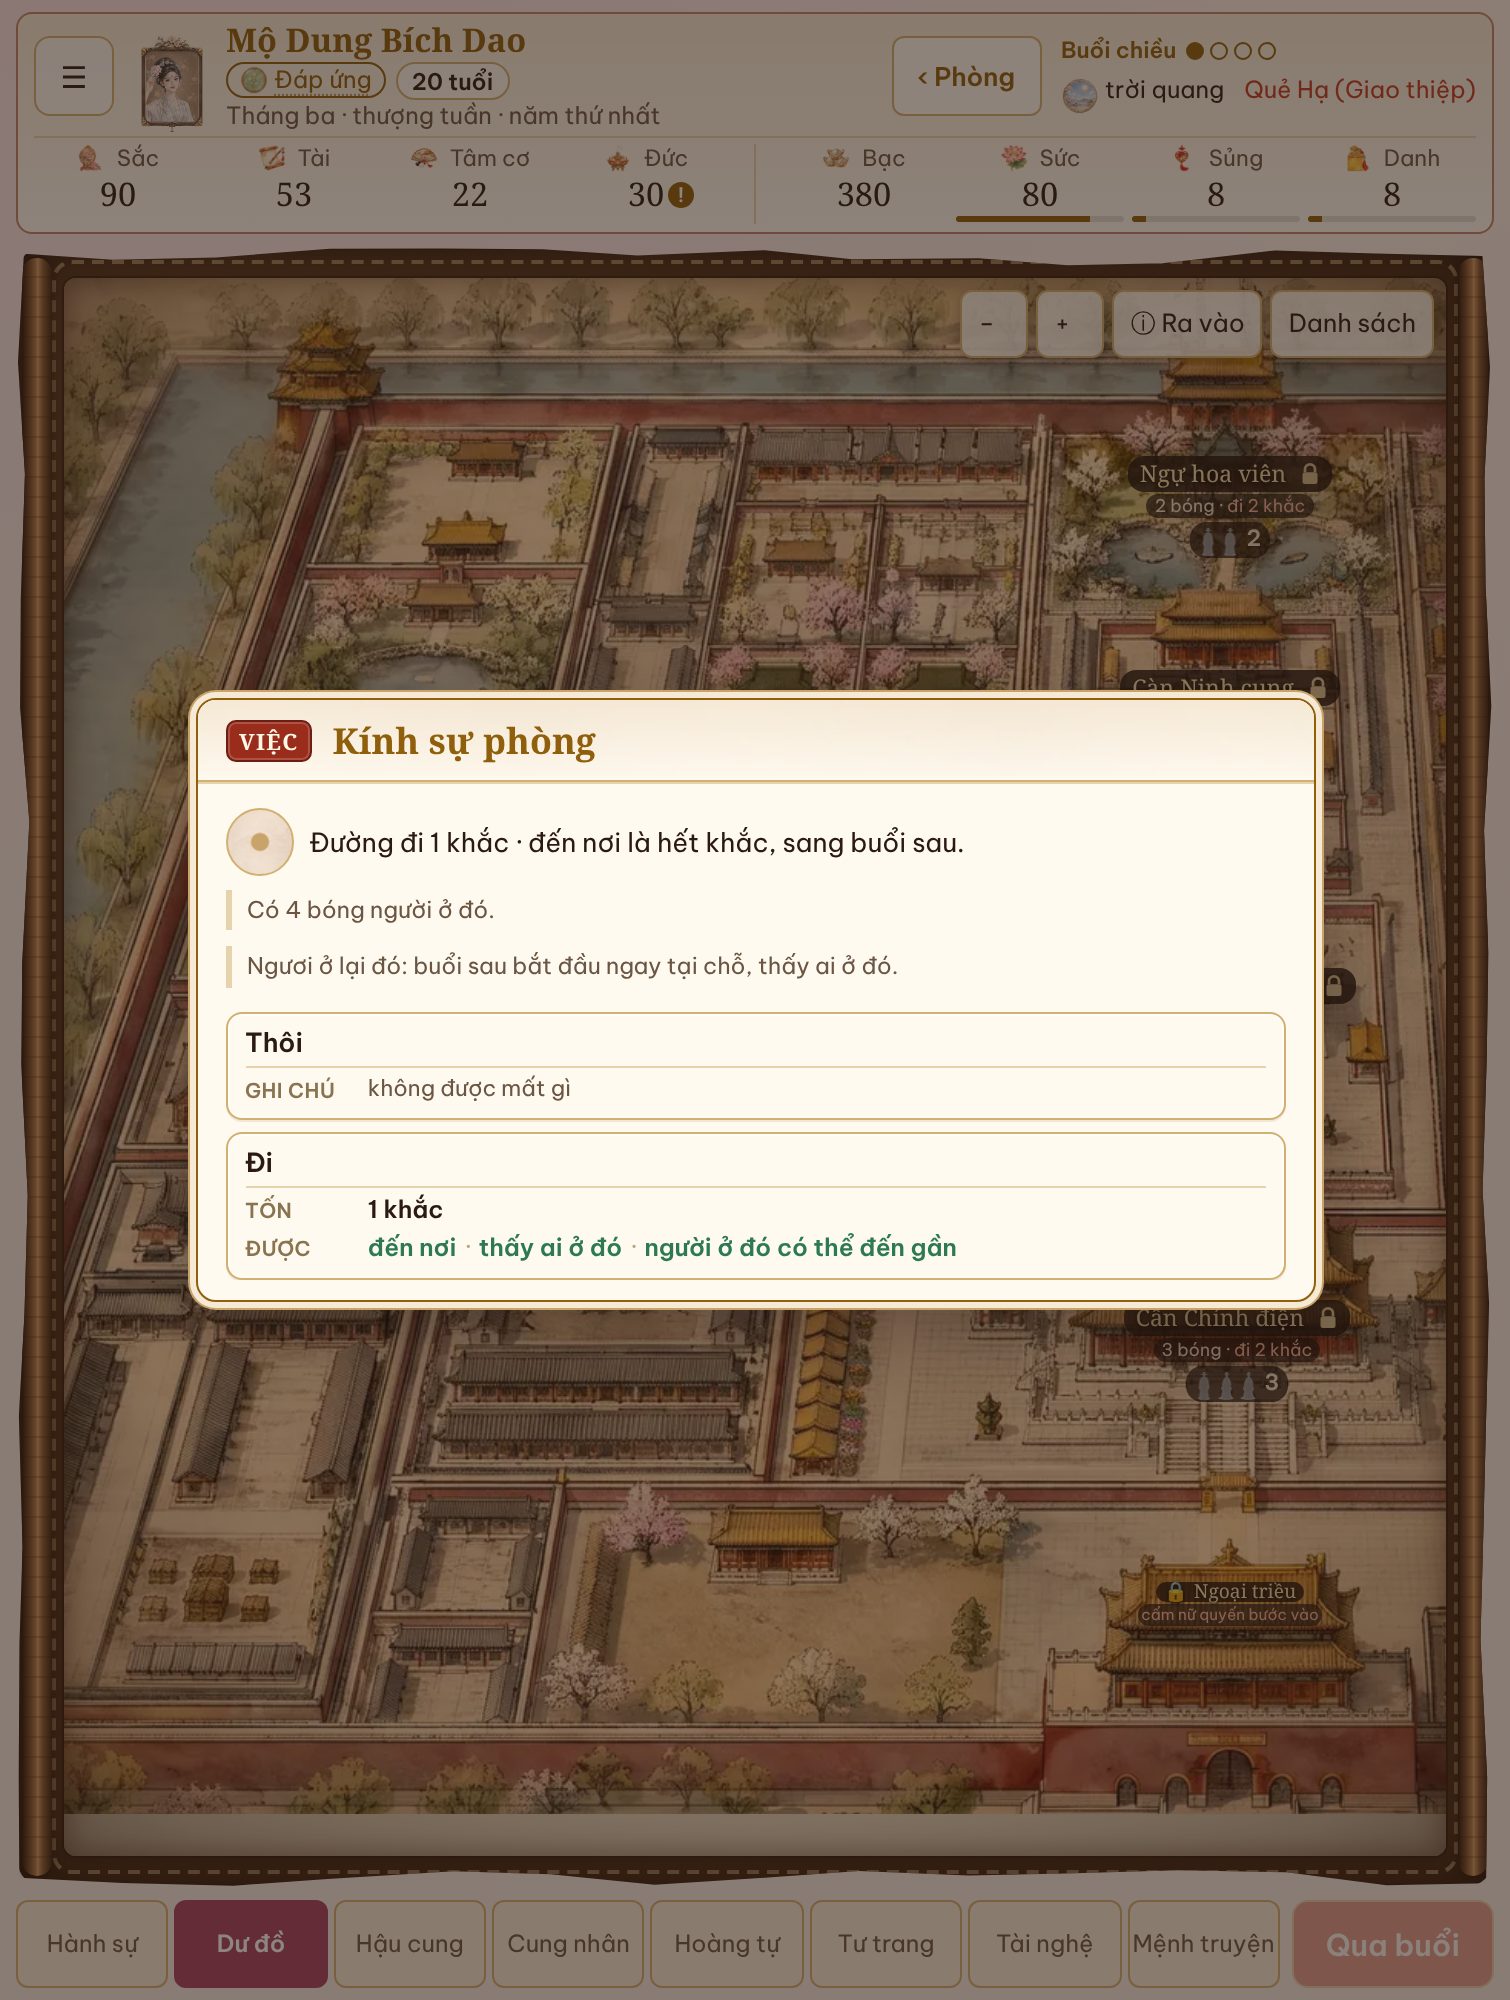 ☰
Mộ Dung Bích Dao
Đáp ứng
20 tuổi
Tháng ba · thượng tuần · năm thứ nhất
‹ Phòng
Buổi chiều
trời quang
Quẻ Hạ (Giao thiệp)
Sắc
90
Tài
53
Tâm cơ
22
Đức
30 !
Bạc
380
Sức
80
Sủng
8
Danh
8
−
+
ⓘ Ra vào
Danh sách
Ngự hoa viên
2 bóng · đi 2 khắc
2
Càn Ninh cung
VIỆC
Kính sự phòng
Đường đi 1 khắc · đến nơi là hết khắc, sang buổi sau.
Có 4 bóng người ở đó.
Ngươi ở lại đó: buổi sau bắt đầu ngay tại chỗ, thấy ai ở đó.
Thôi
GHI CHÚ không được mất gì
Đi
TỐN 1 khắc
ĐƯỢC đến nơi · thấy ai ở đó · người ở đó có thể đến gần
Cần Chính điện
3 bóng · đi 2 khắc
3
Ngoại triều
cấm nữ quyến bước vào
Hành sự
Dư đồ
Hậu cung
Cung nhân
Hoàng tự
Tư trang
Tài nghệ
Mệnh truyện
Qua buổi